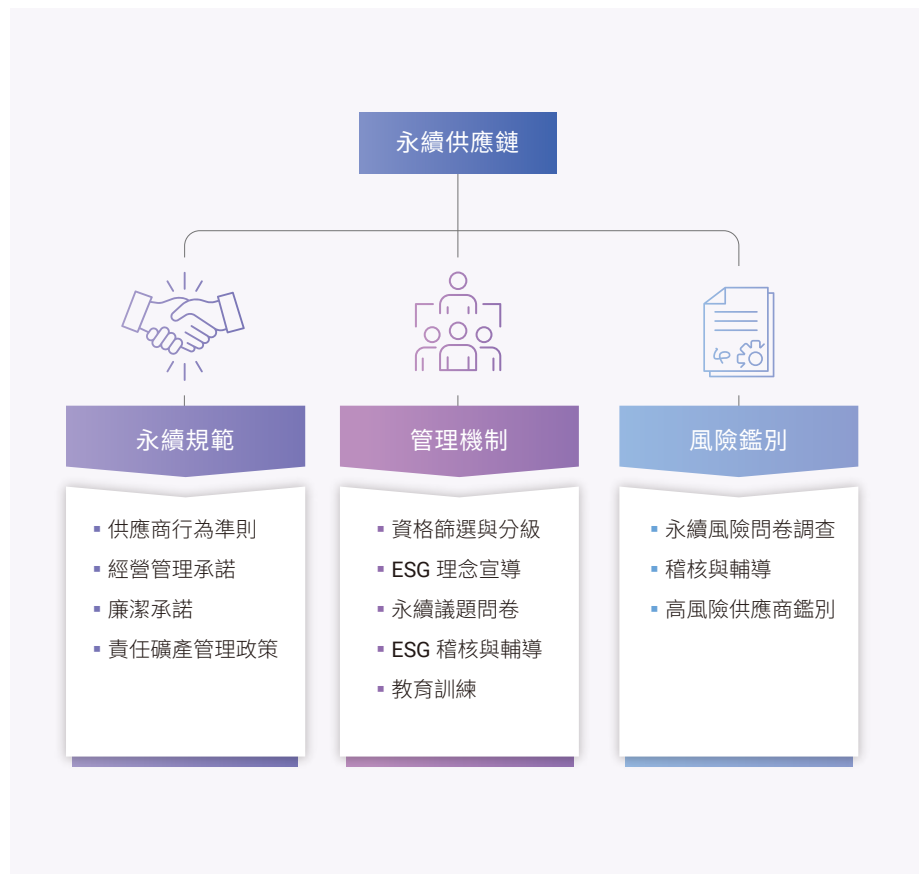 永續供應鏈
永續規範
供應商行為準則
經營管理承諾
廉潔承諾
責任礦產管理政策
管理機制
資格篩選與分級
ESG 理念宣導
永續議題問卷
ESG 稽核與輔導
教育訓練
風險鑑別
永續風險問卷調查
稽核與輔導
高風險供應商鑑別